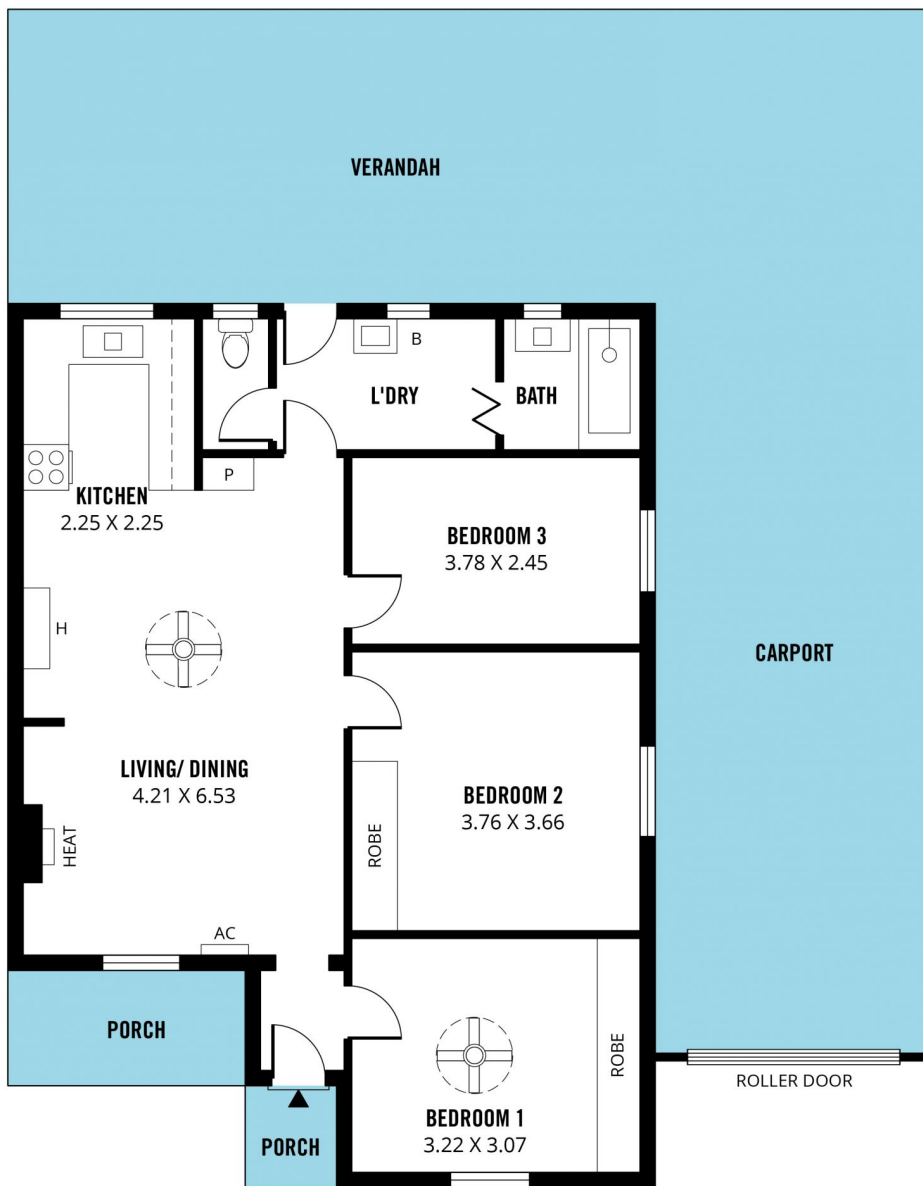 VERANDAH
B
L'DRY
BATH
P
KITCHEN
2.25 X 2.25
BEDROOM 3
3.78 X 2.45
H
CARPORT
LIVING/ DINING
4.21 X 6.53
BEDROOM 2
3.76 X 3.66
HEAT
ROBE
AC
PORCH
ROBE
ROLLER DOOR
BEDROOM 1
3.22 X 3.07
PORCH